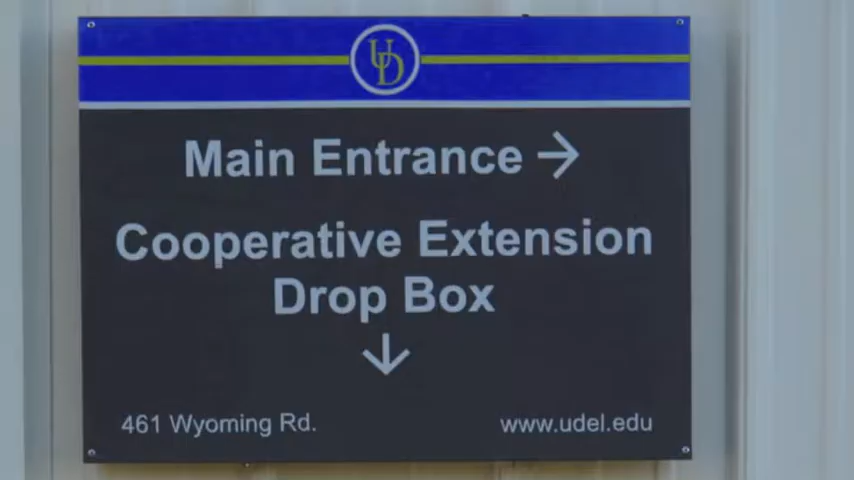 UD
Main Entrance →
Cooperative Extension
Drop Box
↓
461 Wyoming Rd.
www.udel.edu